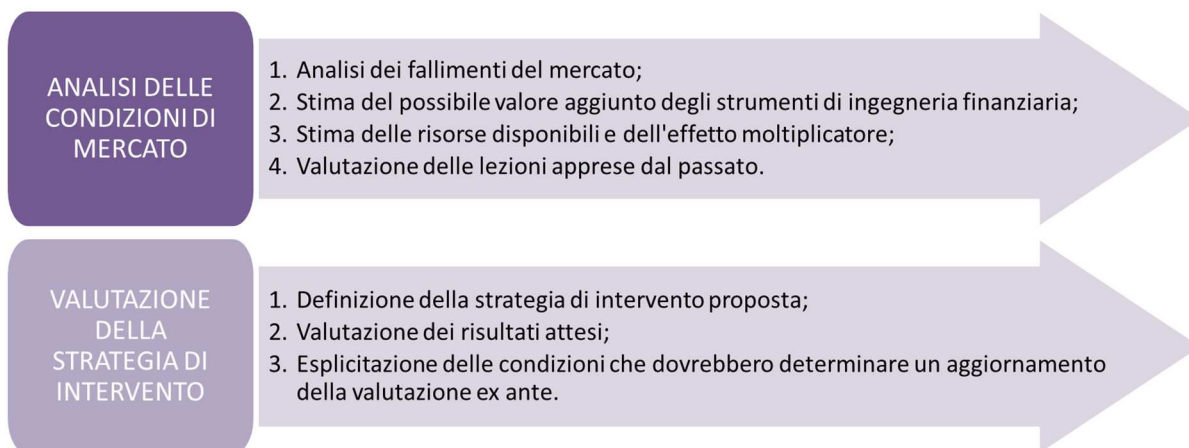 ANALISI DELLE
CONDIZIONI DI
MERCATO
1. Analisi dei fallimenti del mercato;
2. Stima del possibile valore aggiunto degli strumenti di ingegneria finanziaria;
3. Stima delle risorse disponibili e dell'effetto moltiplicatore;
4. Valutazione delle lezioni apprese dal passato.
VALUTAZIONE
DELLA
STRATEGIA DI
INTERVENTO
1. Definizione della strategia di intervento proposta;
2. Valutazione dei risultati attesi;
3. Esplicitazione delle condizioni che dovrebbero determinare un aggiornamento
della valutazione ex ante.